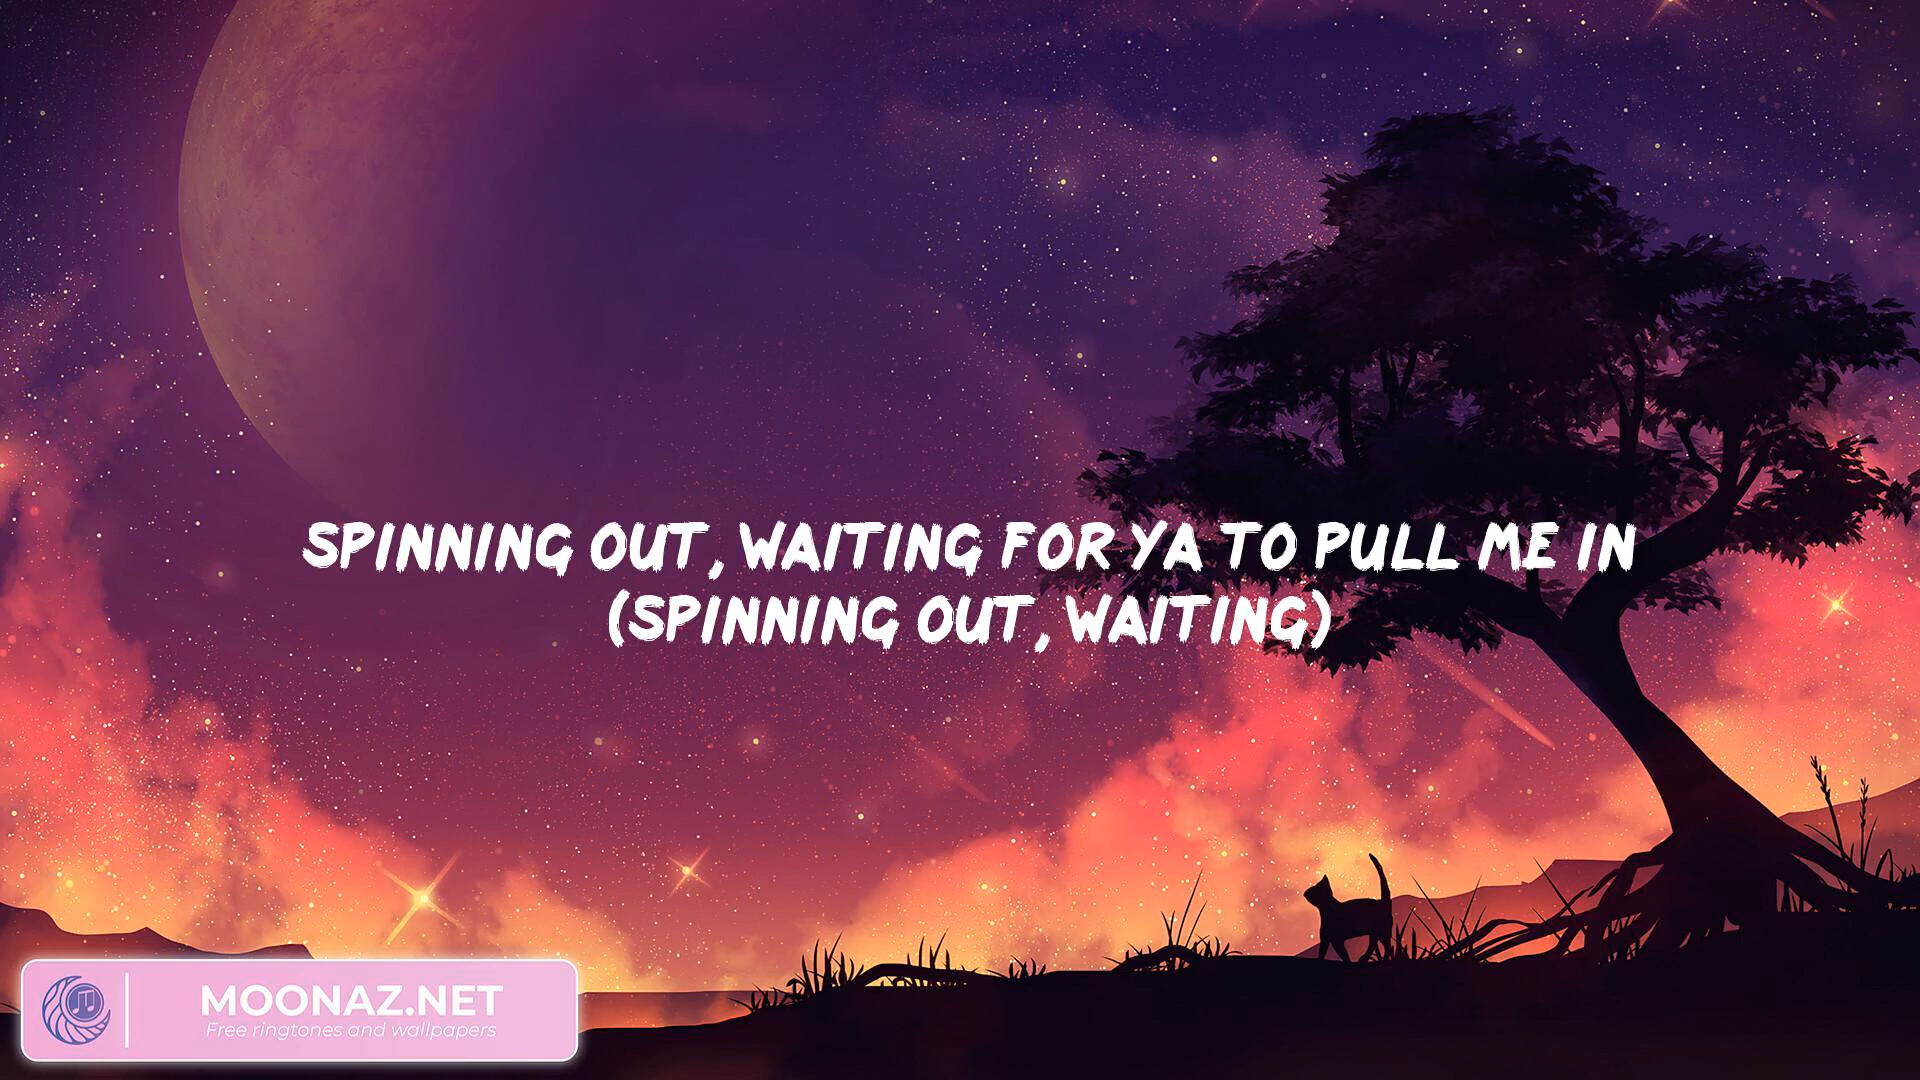 SPINNING OUT, WAITING FOR YA TO PULL ME IN
(SPINNING OUT, WAITING)
MOONAZ.NET
Free ringtones and wallpapers